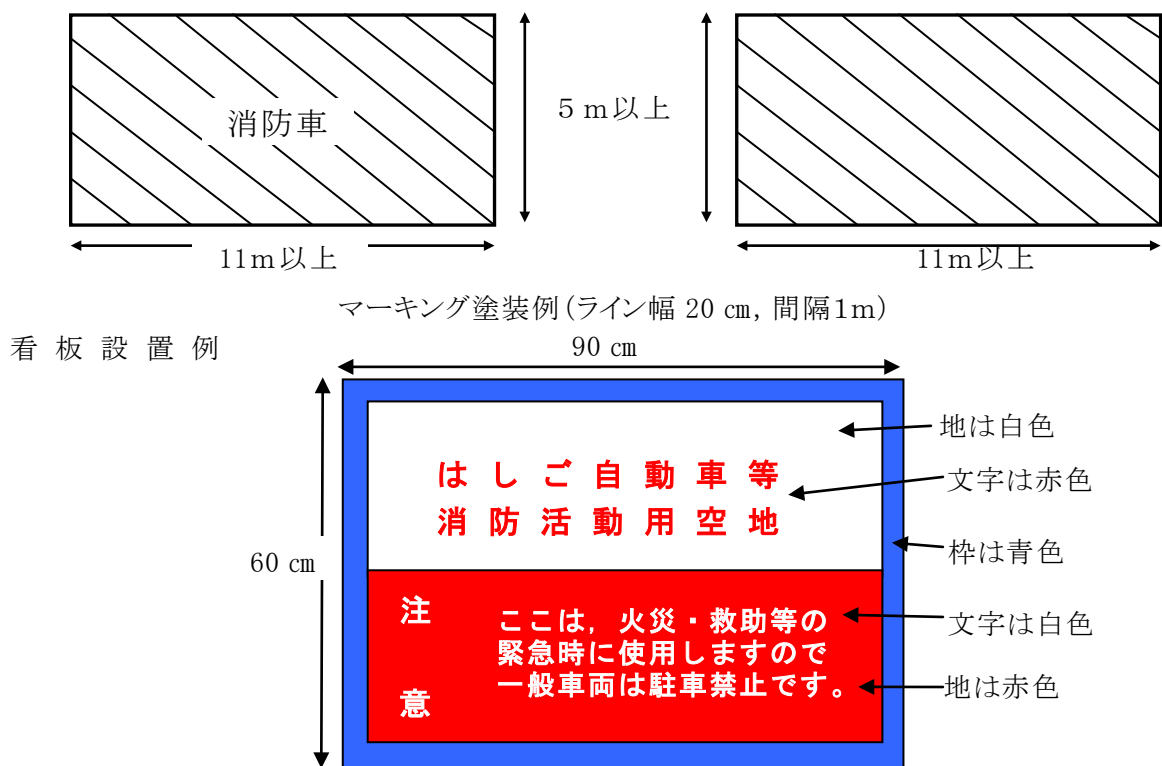 消防車
５ｍ以上
11ｍ以上
11ｍ以上
マーキング塗装例（ライン幅 20 ㎝，間隔１ｍ）
看 板 設 置 例
90 ㎝
60 ㎝
は し ご 自 動 車 等
消 防 活 動 用 空 地
注
意
ここは，火災・救助等の
緊急時に使用しますので
一般車両は駐車禁止です。
地は白色
文字は赤色
枠は青色
文字は白色
地は赤色